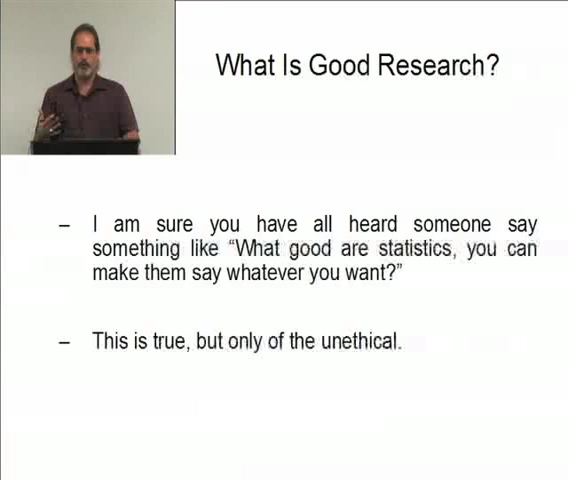 What Is Good Research?
– I am sure you have all heard someone say
something like “What good are statistics, you can
make them say whatever you want?”
– This is true, but only of the unethical.